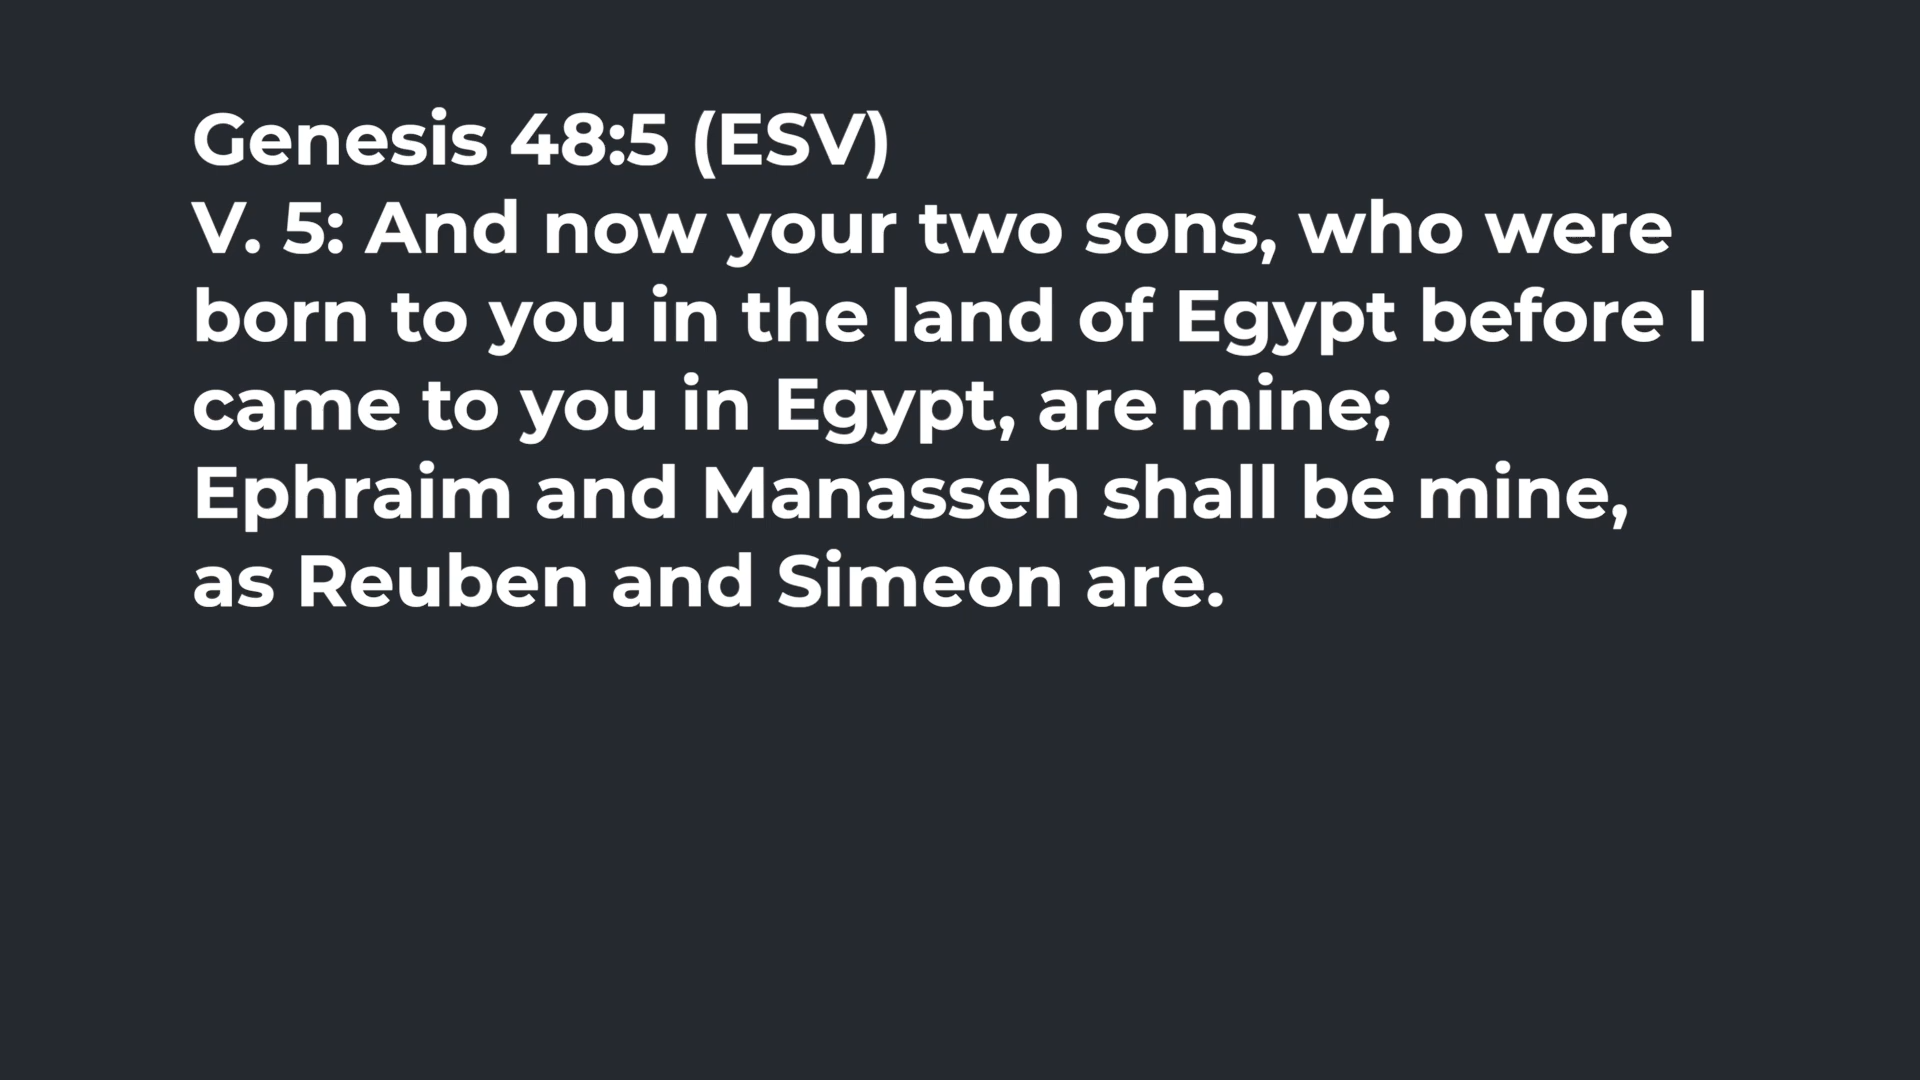 Genesis 48:5 (ESV)
V. 5: And now your two sons, who were
born to you in the land of Egypt before I
came to you in Egypt, are mine;
Ephraim and Manasseh shall be mine,
as Reuben and Simeon are.